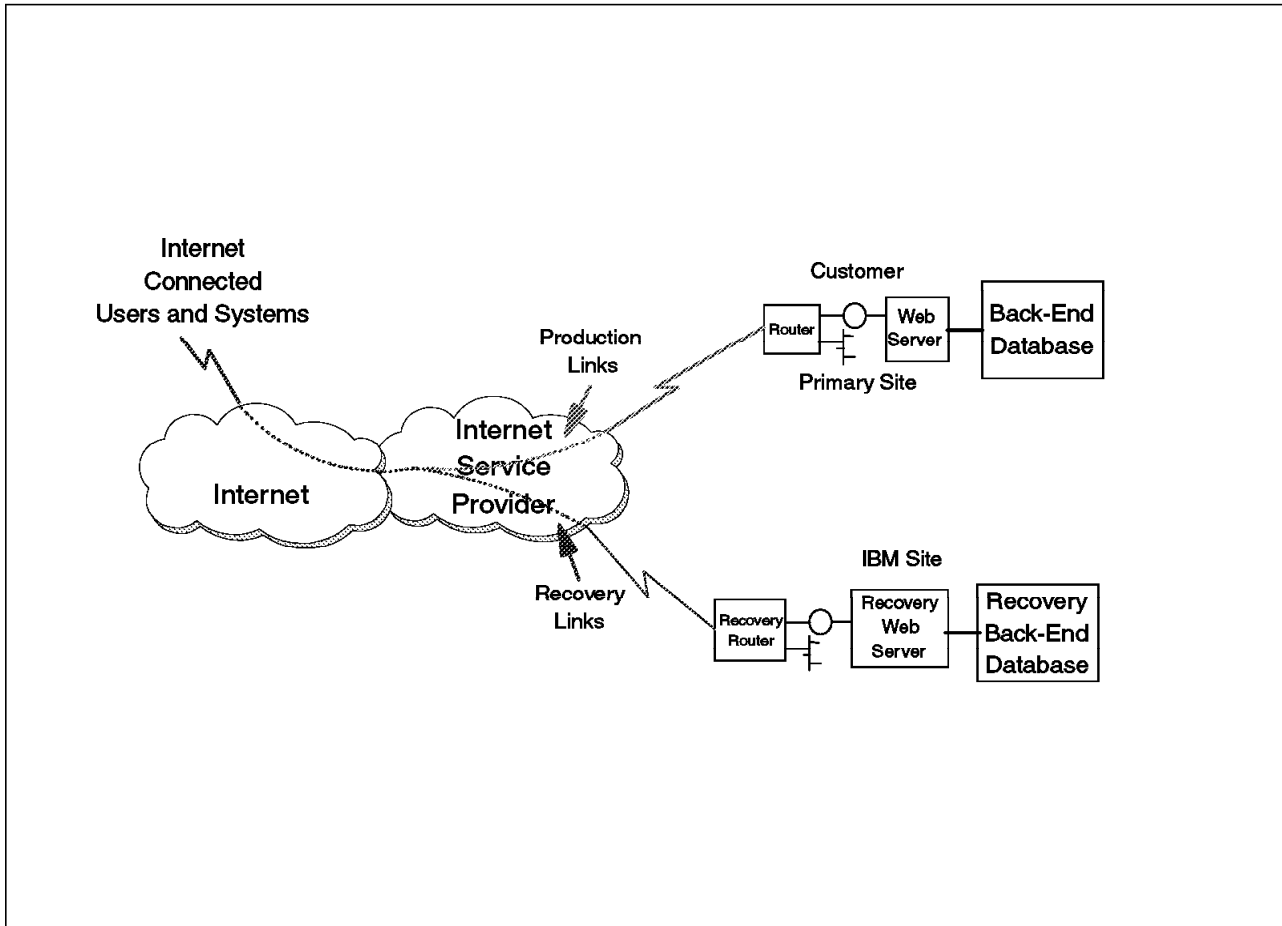 Internet
Connected
Users and Systems
Production
Links
Internet
Service
Provider
Internet
Recovery
Links
Customer
Router
Web
Server
Back-End
Database
Primary Site
IBM Site
Recovery
Router
Recovery
Web
Server
Recovery
Back-End
Database